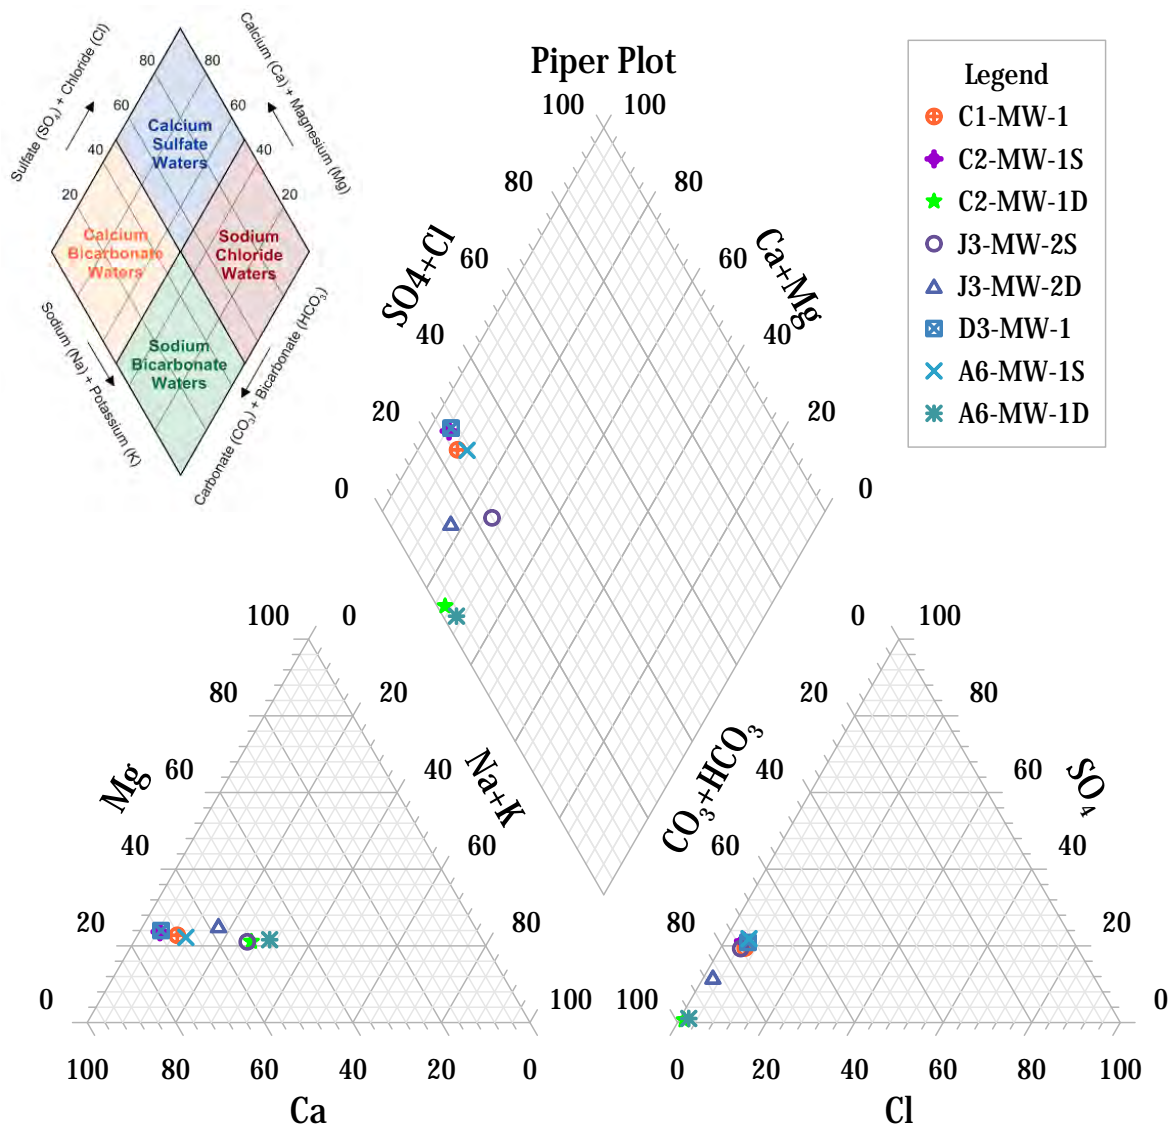 Sulfate (SO4) + Chloride (Cl)
Calcium (Ca) + Magnesium (Mg)
80
80
60
60
40
40
20
20
Calcium
Sulfate
Waters
Calcium
Bicarbonate
Waters
Sodium
Chloride
Waters
Sodium
Bicarbonate
Waters
Sodium (Na) + Potassium (K)
Carbonate (CO3) + Bicarbonate (HCO3)
Piper Plot
100 100
80 80
60 60
40 40
20 20
0 0
SO4+Cl
Ca+Mg
Legend
C1-MW-1
C2-MW-1S
C2-MW-1D
J3-MW-2S
J3-MW-2D
D3-MW-1
A6-MW-1S
A6-MW-1D
100 0
80 20
60 40
40 60
20 80
0 100
Mg
Na+K
100 80 60 40 20 0
Ca
0 100
20 80
40 60
60 40
80 20
100 0
CO3+HCO3
SO4
0 20 40 60 80 100
Cl